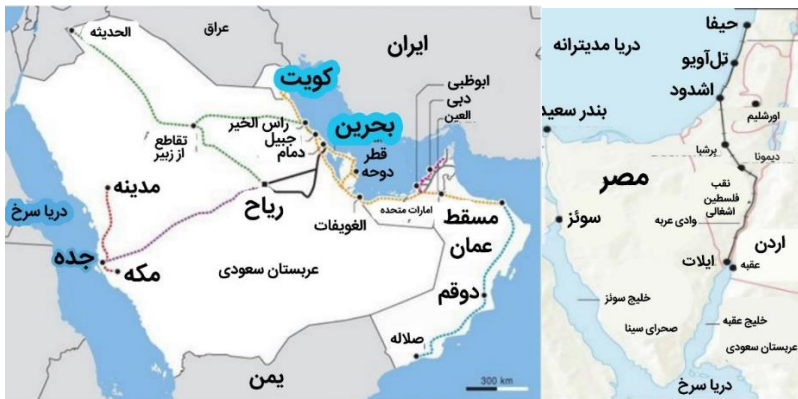 الحدیثه
عراق
ایران
کویت
ابوظبی
دبی
العین
راس الخیر
جبیل
دمام
بحرین
قطر
دوحه
تقاطع
از زبیر
مدینه
ریاح
دریا سرخ
جده
مکه
الغویفات
امارات متحده
مسقط
عمان
عربستان سعودی
دوقم
صلاله
یمن
300 km
حیفا
دریا مدیترانه
تل‌آویو
اشدود
بندر سعید
اورشلیم
برشبا
دیمونا
مصر
نقب
فلسطین
اشغالی
وادی عربه
سوئز
اردن
ایلات
عقبه
خلیج سوئز
خلیج عقبه
صحرای سینا
عربستان سعودی
دریا سرخ